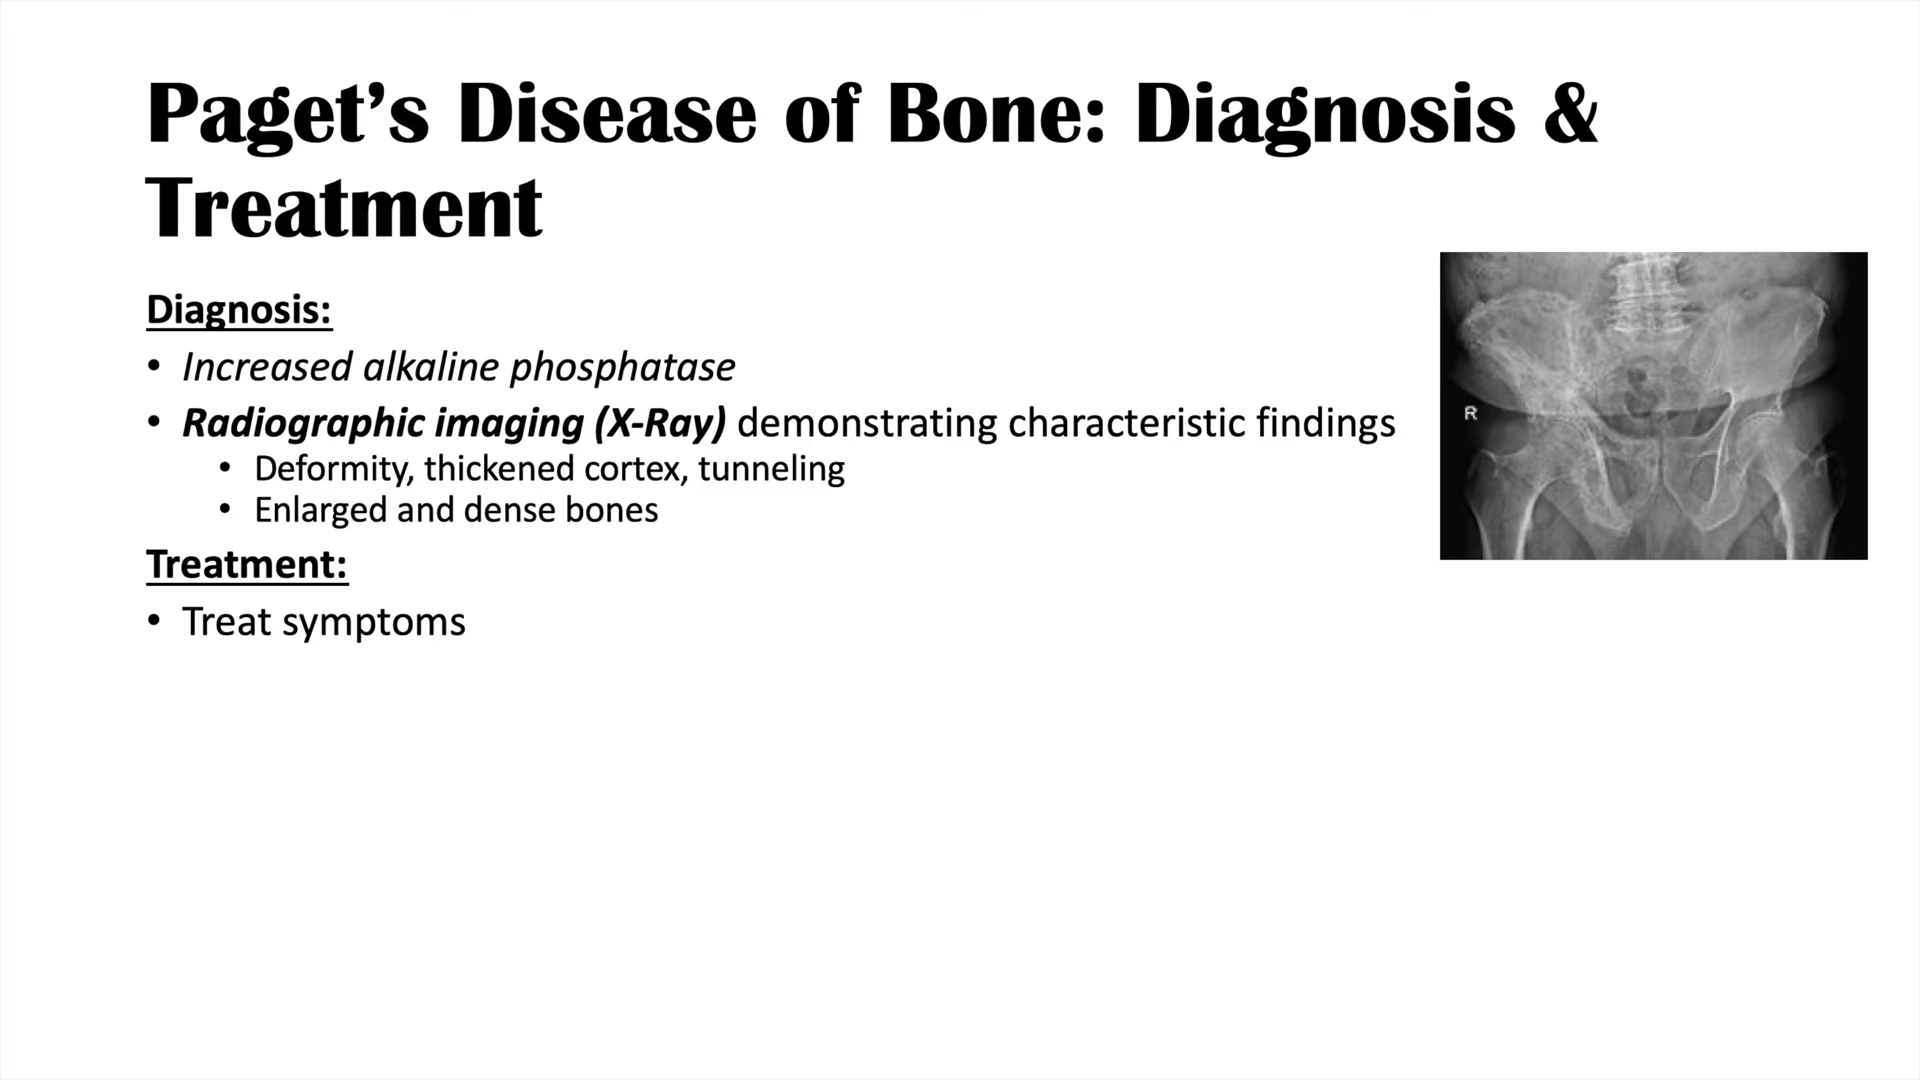 Paget’s Disease of Bone: Diagnosis &
Treatment
Diagnosis:
• Increased alkaline phosphatase
• Radiographic imaging (X-Ray) demonstrating characteristic findings
• Deformity, thickened cortex, tunneling
• Enlarged and dense bones
Treatment:
• Treat symptoms
R